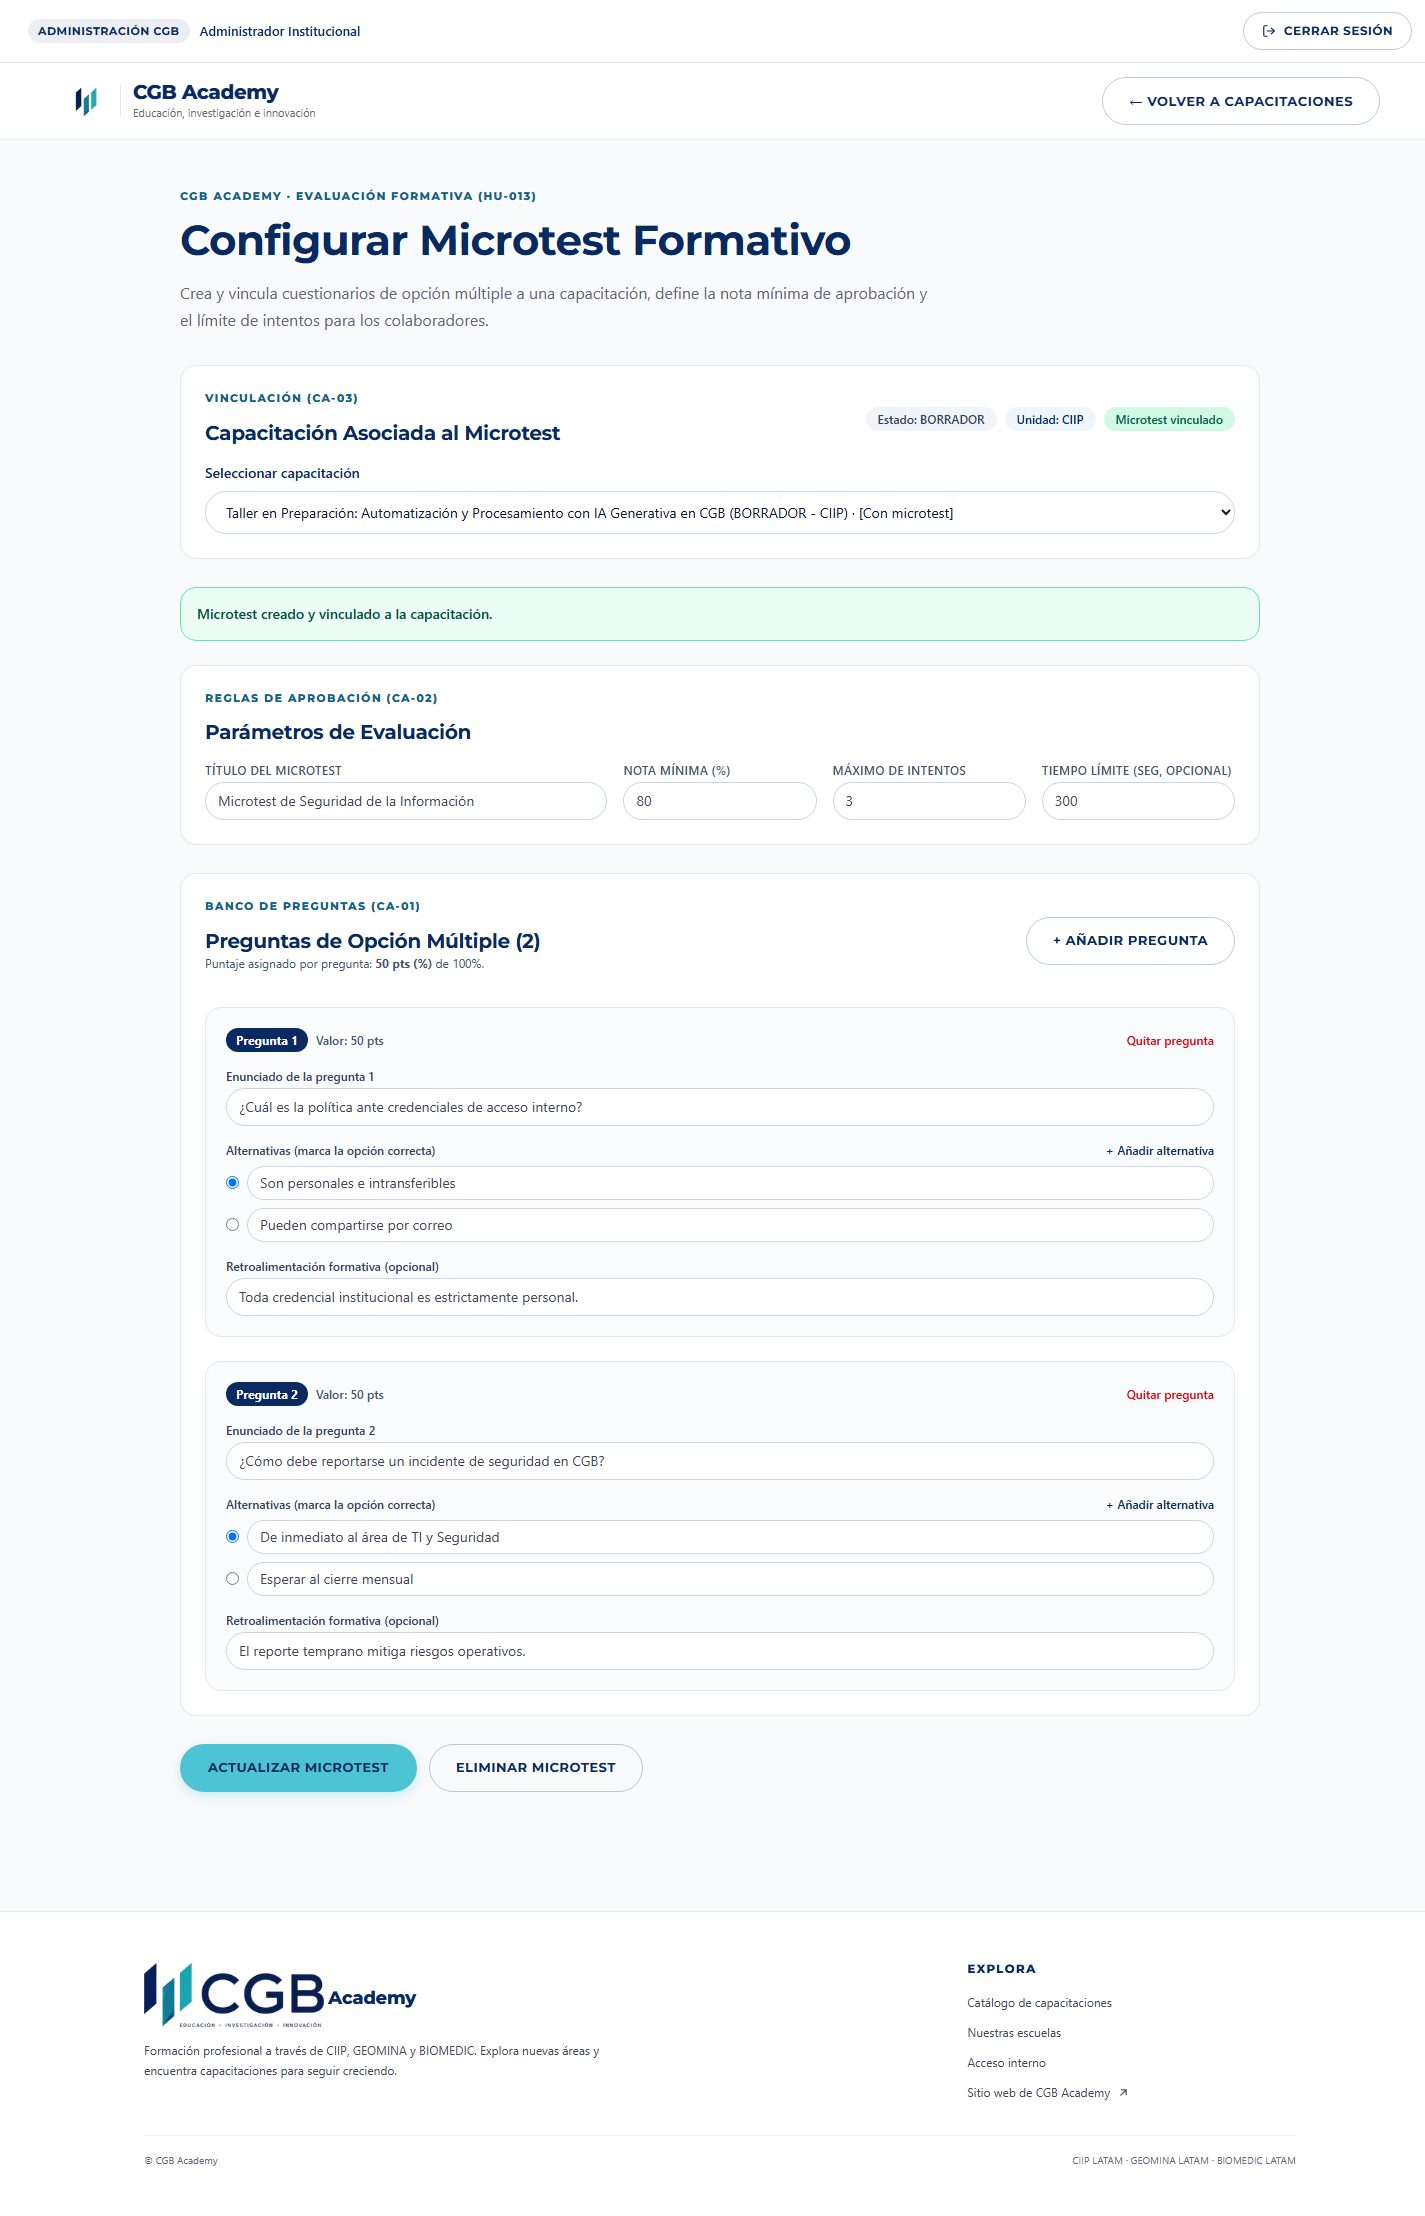 ADMINISTRACIÓN CGB Administrador Institucional
CERRAR SESIÓN
CGB Academy
Educación, investigación e innovación
← VOLVER A CAPACITACIONES
CGB ACADEMY · EVALUACIÓN FORMATIVA (HU-013)
Configurar Microtest Formativo
Crea y vincula cuestionarios de opción múltiple a una capacitación, define la nota mínima de aprobación y
el límite de intentos para los colaboradores.
VINCULACIÓN (CA-03)
Capacitación Asociada al Microtest
Estado: BORRADOR Unidad: CIIP Microtest vinculado
Seleccionar capacitación
Taller en Preparación: Automatización y Procesamiento con IA Generativa en CGB (BORRADOR - CIIP) · [Con microtest]
Microtest creado y vinculado a la capacitación.
REGLAS DE APROBACIÓN (CA-02)
Parámetros de Evaluación
TÍTULO DEL MICROTEST NOTA MÍNIMA (%) MÁXIMO DE INTENTOS TIEMPO LÍMITE (SEG, OPCIONAL)
Microtest de Seguridad de la Información 80 3 300
BANCO DE PREGUNTAS (CA-01)
Preguntas de Opción Múltiple (2)
Puntaje asignado por pregunta: 50 pts (%) de 100%.
+ AÑADIR PREGUNTA
Pregunta 1 Valor: 50 pts Quitar pregunta
Enunciado de la pregunta 1
¿Cuál es la política ante credenciales de acceso interno?
Alternativas (marca la opción correcta) + Añadir alternativa
Son personales e intransferibles
Pueden compartirse por correo
Retroalimentación formativa (opcional)
Toda credencial institucional es estrictamente personal.
Pregunta 2 Valor: 50 pts Quitar pregunta
Enunciado de la pregunta 2
¿Cómo debe reportarse un incidente de seguridad en CGB?
Alternativas (marca la opción correcta) + Añadir alternativa
De inmediato al área de TI y Seguridad
Esperar al cierre mensual
Retroalimentación formativa (opcional)
El reporte temprano mitiga riesgos operativos.
ACTUALIZAR MICROTEST ELIMINAR MICROTEST
CGB Academy
EDUCACIÓN - INVESTIGACIÓN - INNOVACIÓN
Formación profesional a través de CIIP, GEOMINA y BIOMEDIC. Explora nuevas áreas y
encuentra capacitaciones para seguir creciendo.
EXPLORA
Catálogo de capacitaciones
Nuestras escuelas
Acceso interno
Sitio web de CGB Academy ↗
© CGB Academy
CIIP LATAM · GEOMINA LATAM · BIOMEDIC LATAM